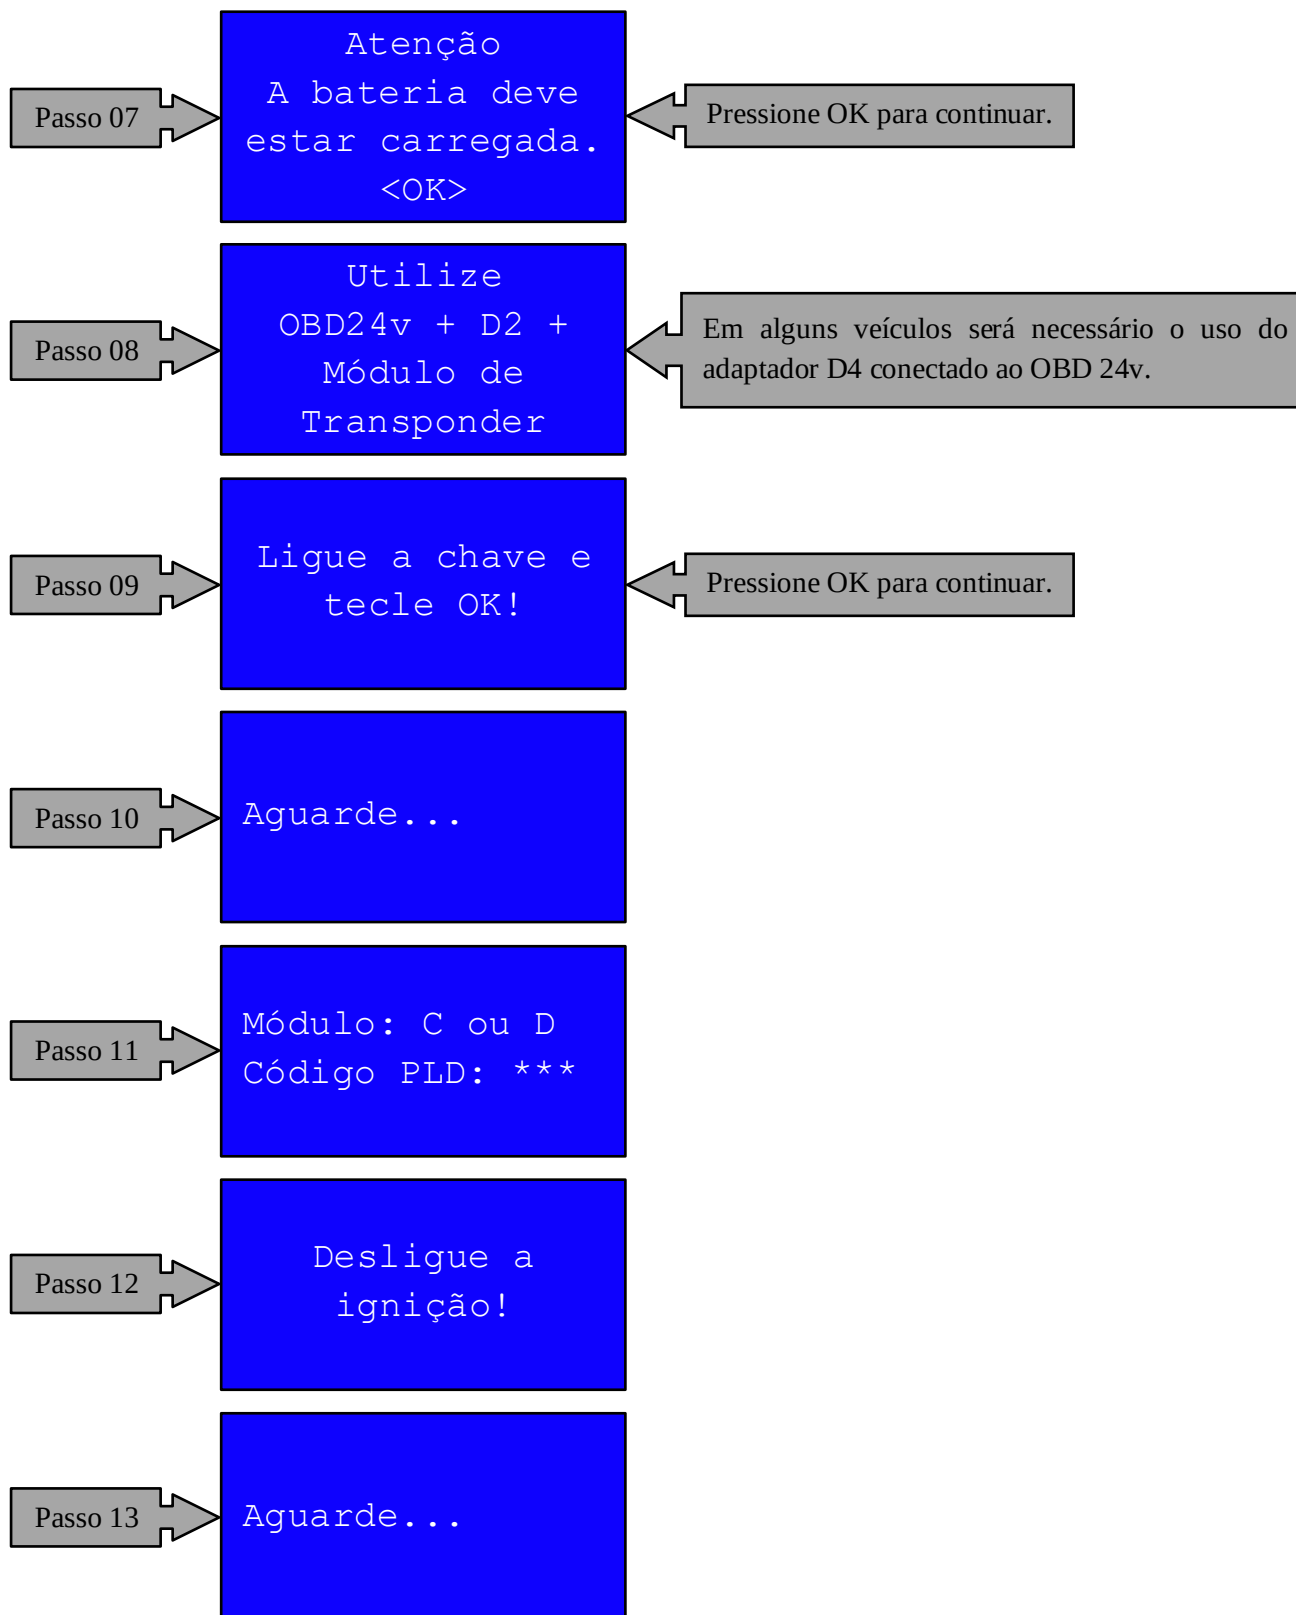 Passo 07
Atenção
A bateria deve
estar carregada.
<OK>
Pressione OK para continuar.
Passo 08
Utilize
OBD24v + D2 +
Módulo de
Transponder
Em alguns veículos será necessário o uso do
adaptador D4 conectado ao OBD 24v.
Passo 09
Ligue a chave e
tecle OK!
Pressione OK para continuar.
Passo 10
Aguarde...
Passo 11
Módulo: C ou D
Código PLD: ***
Passo 12
Desligue a
ignição!
Passo 13
Aguarde...